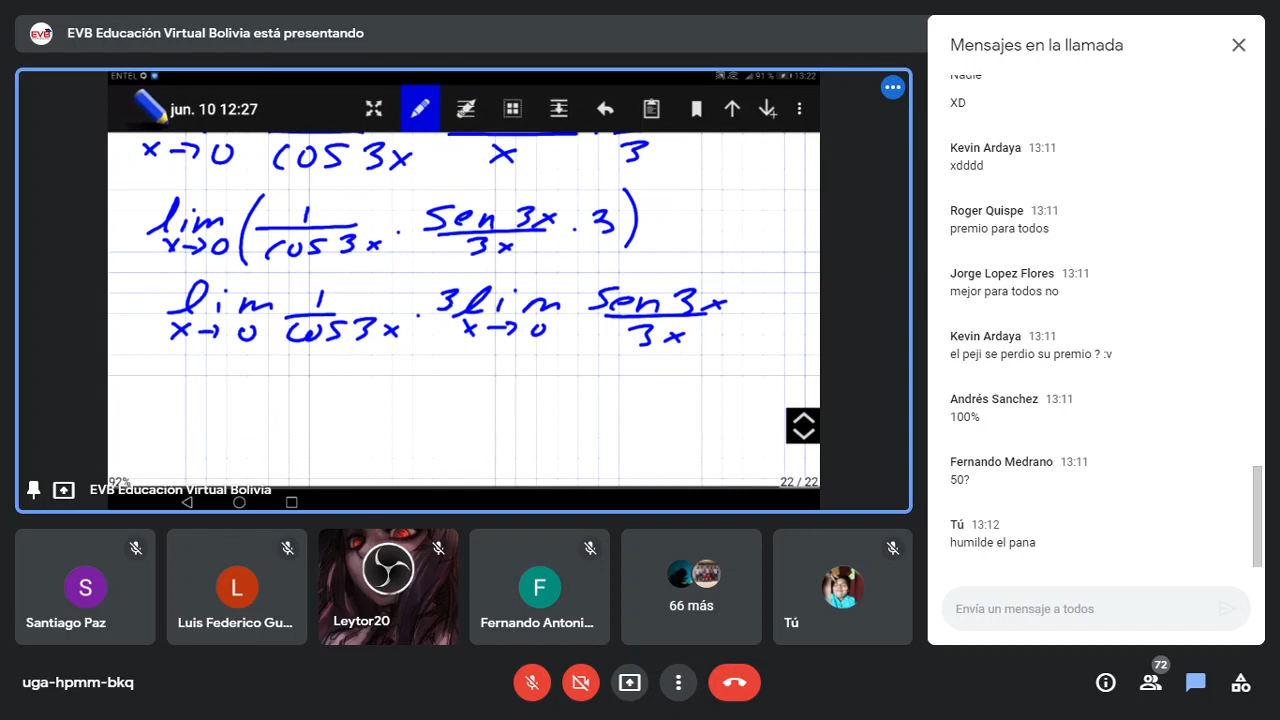 EVB Educación Virtual Bolivia está presentando
ENTEL
91 % 13:22
jun. 10 12:27
x→0 cos 3x x 3
lim x→0 ( 1 / cos 3x · sen 3x / 3x · 3 )
lim x→0 1 / cos 3x · 3 lim x→0 sen 3x / 3x
92%
22 / 22
EVB Educación Virtual Bolivia
Santiago Paz
Luis Federico Gu...
Leytor20
Fernando Antoni...
66 más
Tú
uga-hpmm-bkq
Mensajes en la llamada
Nadie
XD
Kevin Ardaya 13:11
xdddd
Roger Quispe 13:11
premio para todos
Jorge Lopez Flores 13:11
mejor para todos no
Kevin Ardaya 13:11
el peji se perdio su premio ? :v
Andrés Sanchez 13:11
100%
Fernando Medrano 13:11
50?
Tú 13:12
humilde el pana
Envía un mensaje a todos
72
EVB
S
L
F